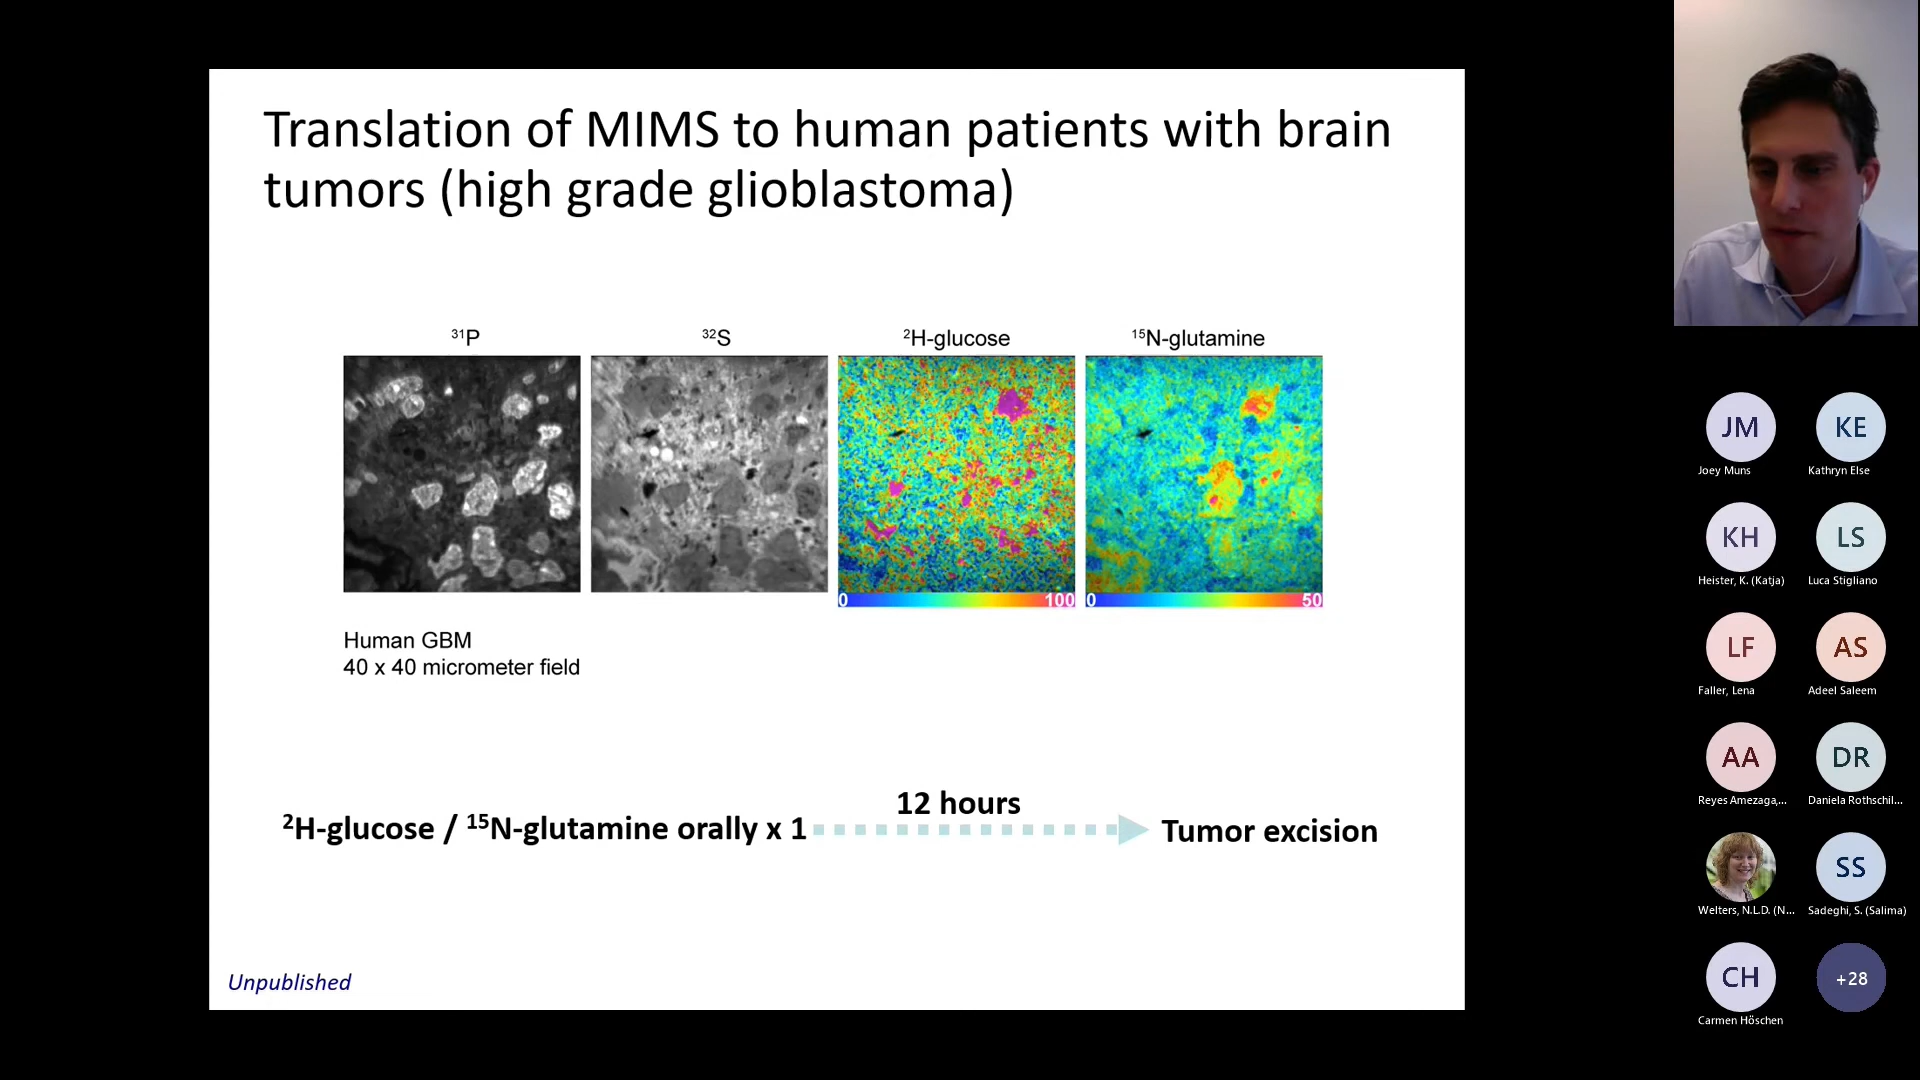 Translation of MIMS to human patients with brain
tumors (high grade glioblastoma)
³¹P
³²S
²H-glucose
¹⁵N-glutamine
0
100
0
50
Human GBM
40 x 40 micrometer field
12 hours
²H-glucose / ¹⁵N-glutamine orally x 1
Tumor excision
Unpublished
JM
KE
Joey Muns
Kathryn Else
KH
LS
Heister, K. (Katja)
Luca Stigliano
LF
AS
Faller, Lena
Adeel Saleem
AA
DR
Reyes Amezaga,...
Daniela Rothschil...
SS
Welters, N.L.D. (N...
Sadeghi, S. (Salima)
CH
+28
Carmen Höschen